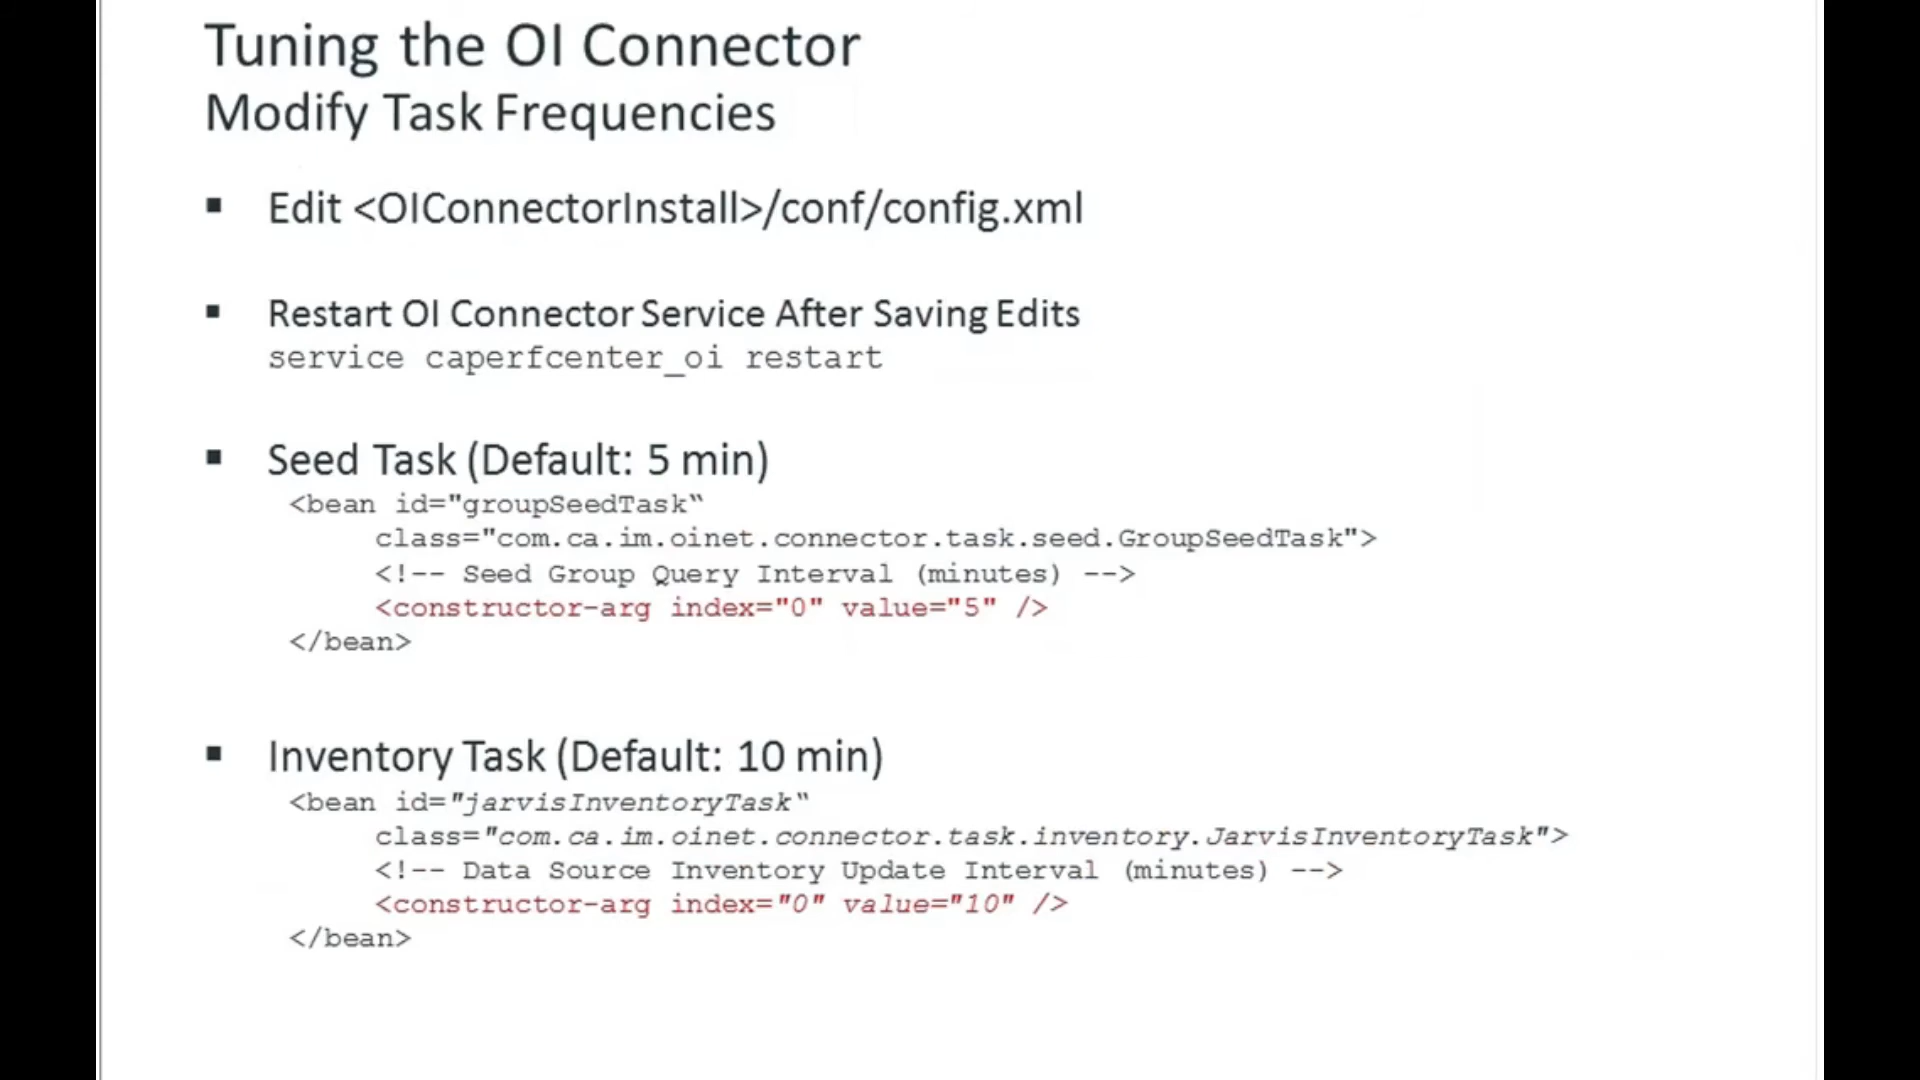 Tuning the OI Connector
Modify Task Frequencies
▪ Edit <OIConnectorInstall>/conf/config.xml
▪ Restart OI Connector Service After Saving Edits
service caperfcenter_oi restart
▪ Seed Task (Default: 5 min)
<bean id="groupSeedTask“
class="com.ca.im.oinet.connector.task.seed.GroupSeedTask">
<!-- Seed Group Query Interval (minutes) -->
<constructor-arg index="0" value="5" />
</bean>
▪ Inventory Task (Default: 10 min)
<bean id="jarvisInventoryTask“
class="com.ca.im.oinet.connector.task.inventory.JarvisInventoryTask">
<!-- Data Source Inventory Update Interval (minutes) -->
<constructor-arg index="0" value="10" />
</bean>